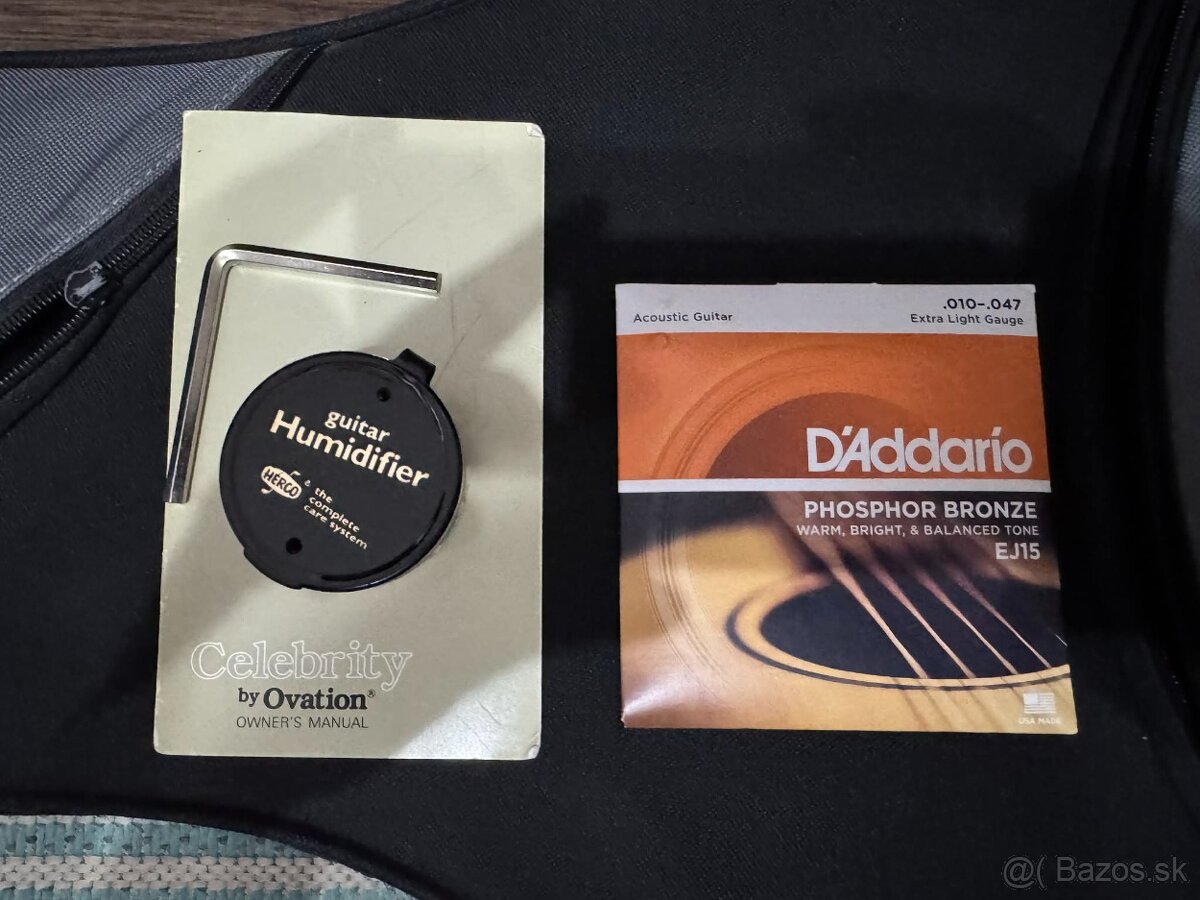 guitar
Humidifier
HERCO
& the
complete
care system
Celebrity
by Ovation®
OWNER'S MANUAL
.010-.047
Acoustic Guitar
Extra Light Gauge
D'Addario
PHOSPHOR BRONZE
WARM, BRIGHT, & BALANCED TONE
EJ15
USA MADE
@( Bazos.sk